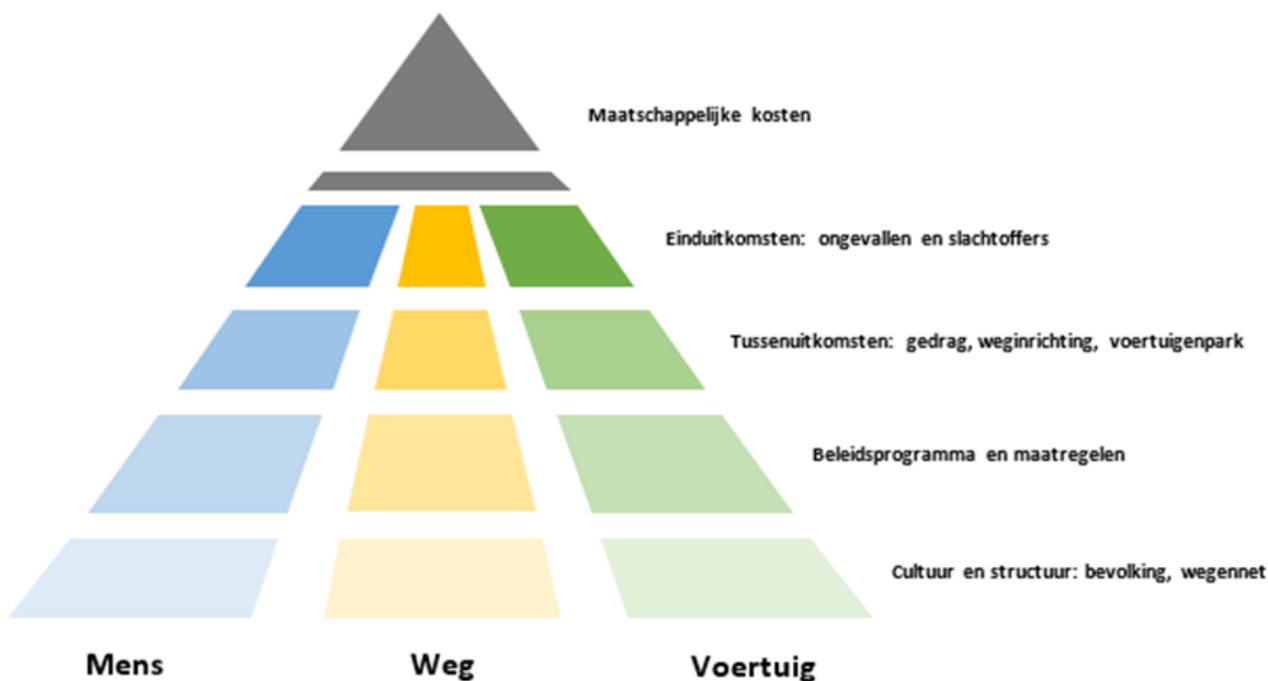 Maatschappelijke kosten
Einduitkomsten: ongevallen en slachtoffers
Tussenuitkomsten: gedrag, weginrichting, voertuigenpark
Beleidsprogramma en maatregelen
Cultuur en structuur: bevolking, wegennet
Mens Weg Voertuig